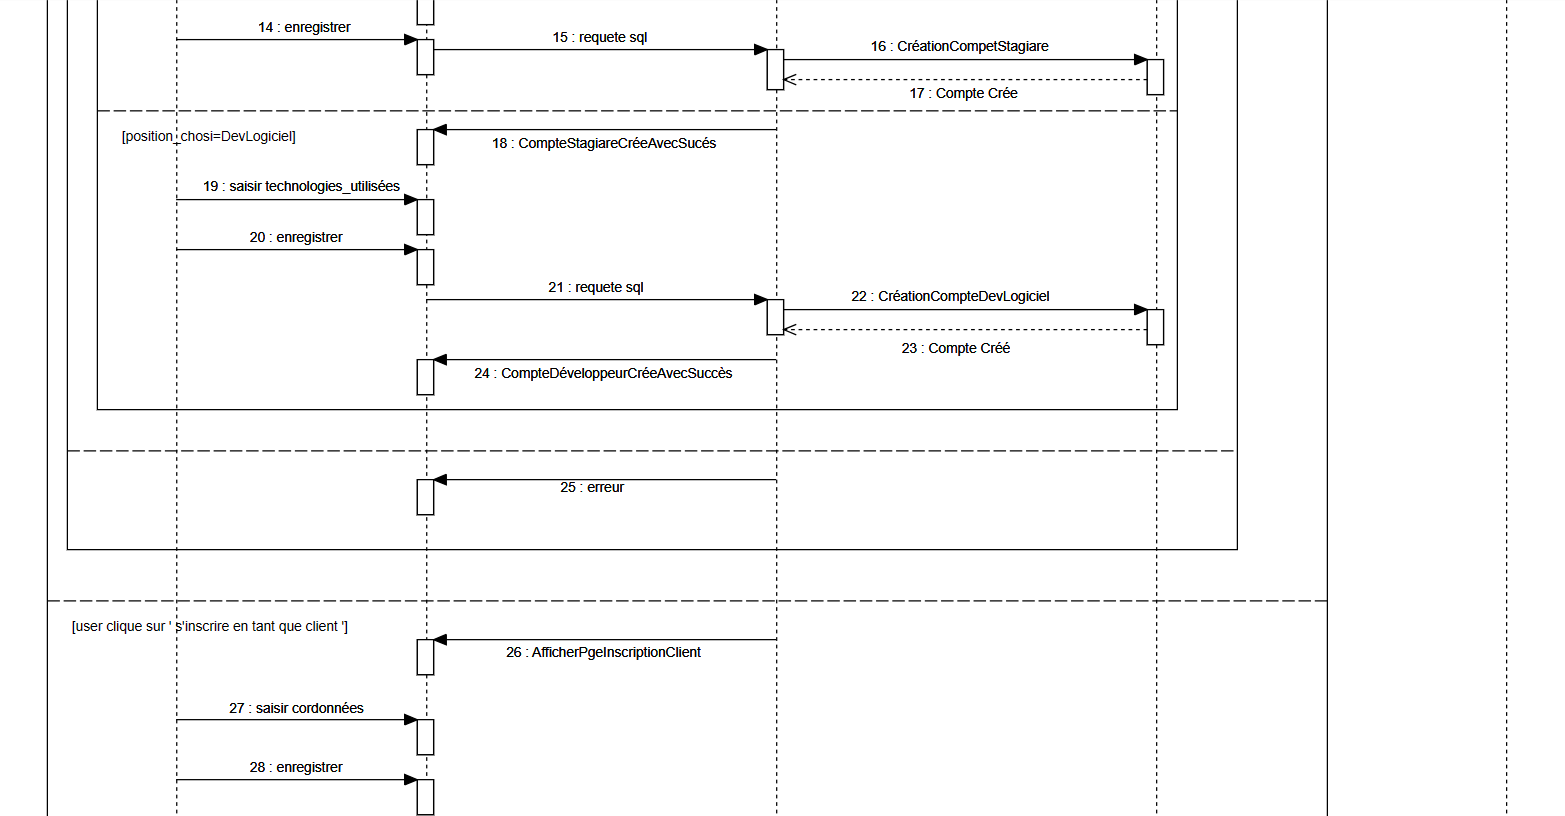 14 : enregistrer
15 : requete sql
16 : CréationCompetStagiare
17 : Compte Crée
[position_chosi=DevLogiciel]
18 : CompteStagiareCréeAvecSucés
19 : saisir technologies_utilisées
20 : enregistrer
21 : requete sql
22 : CréationCompteDevLogiciel
23 : Compte Créé
24 : CompteDéveloppeurCréeAvecSuccès
25 : erreur
[user clique sur ' s'inscrire en tant que client ']
26 : AfficherPgeInscriptionClient
27 : saisir cordonnées
28 : enregistrer